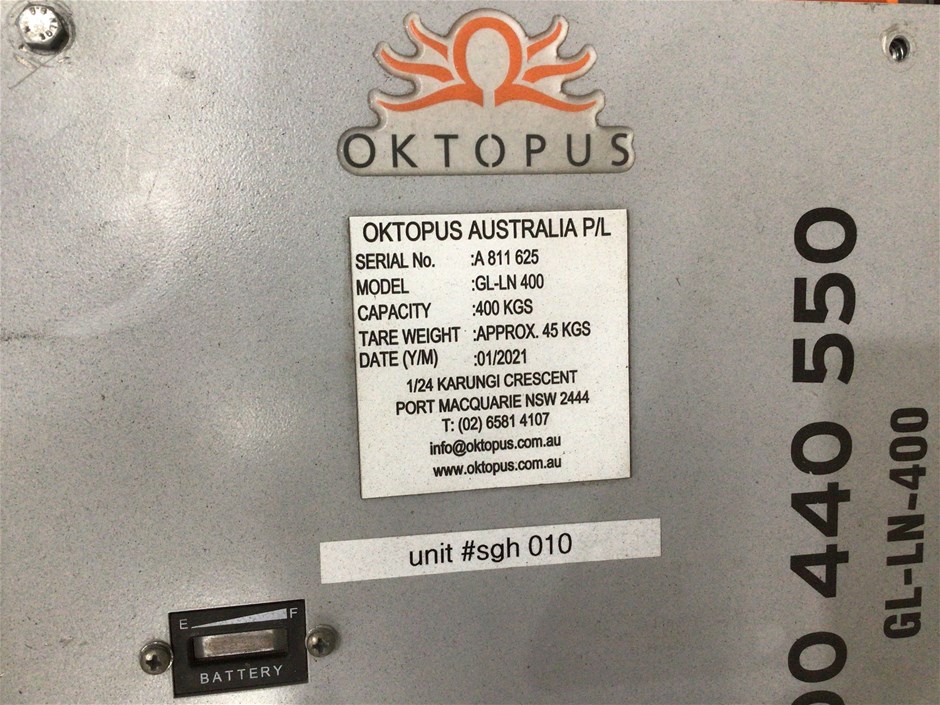 OKTOPUS
OKTOPUS AUSTRALIA P/L
SERIAL No. :A 811 625
MODEL :GL-LN 400
CAPACITY :400 KGS
TARE WEIGHT :APPROX. 45 KGS
DATE (Y/M) :01/2021
1/24 KARUNGI CRESCENT
PORT MACQUARIE NSW 2444
T: (02) 6581 4107
info@oktopus.com.au
www.oktopus.com.au
unit #sgh 010
E F
BATTERY
00 440 550
GL-LN-400